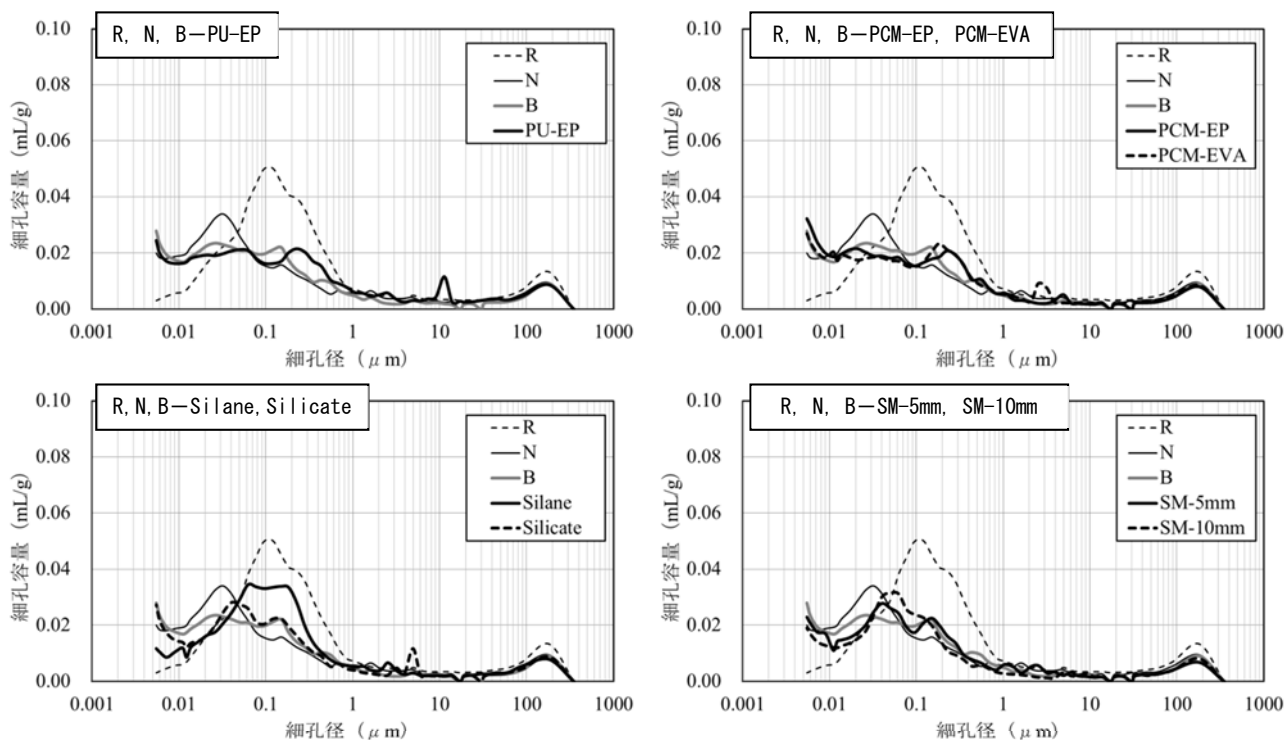 R, N, B－PU-EP
R
N
B
PU-EP
細孔容量 (mL/g)
0.10
0.08
0.06
0.04
0.02
0.00
0.001 0.01 0.1 1 10 100 1000
細孔径 (μm)
R, N, B－PCM-EP, PCM-EVA
R
N
B
PCM-EP
PCM-EVA
細孔容量 (mL/g)
0.10
0.08
0.06
0.04
0.02
0.00
0.001 0.01 0.1 1 10 100 1000
細孔径 (μm)
R, N, B－Silane, Silicate
R
N
B
Silane
Silicate
細孔容量 (mL/g)
0.10
0.08
0.06
0.04
0.02
0.00
0.001 0.01 0.1 1 10 100 1000
細孔径 (μm)
R, N, B－SM-5mm, SM-10mm
R
N
B
SM-5mm
SM-10mm
細孔容量 (mL/g)
0.10
0.08
0.06
0.04
0.02
0.00
0.001 0.01 0.1 1 10 100 1000
細孔径 (μm)